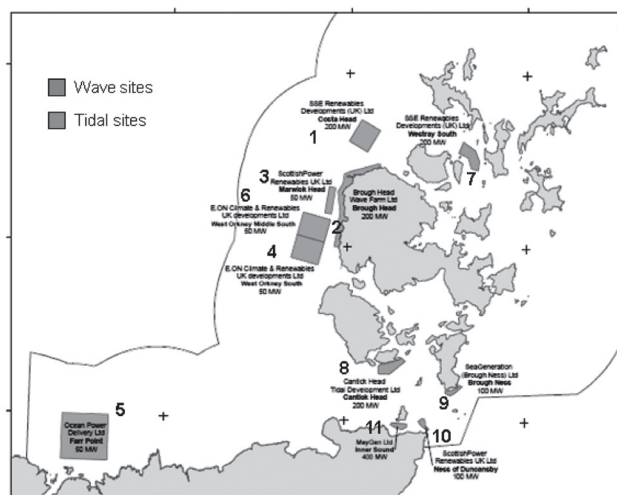 Wave sites
Tidal sites
1
SSE Renewables
Developments (UK) Ltd
Costa Head
200 MW
SSE Renewables
Developments (UK) Ltd
Westray South
200 MW
7
3
ScottishPower
Renewables UK Ltd
Marwick Head
50 MW
Brough Head
Wave Farm Ltd
Brough Head
200 MW
6
E.ON Climate & Renewables
UK developments Ltd
West Orkney Middle South
50 MW
2
4
E.ON Climate & Renewables
UK developments Ltd
West Orkney South
50 MW
8
Cantick Head
Tidal Development Ltd
Cantick Head
200 MW
SeaGeneration
(Brough Ness) Ltd
Brough Ness
100 MW
9
5
Ocean Power
Delivery Ltd
Farr Point
50 MW
11
MeyGen Ltd
Inner Sound
400 MW
10
ScottishPower
Renewables UK Ltd
Ness of Duncansby
100 MW